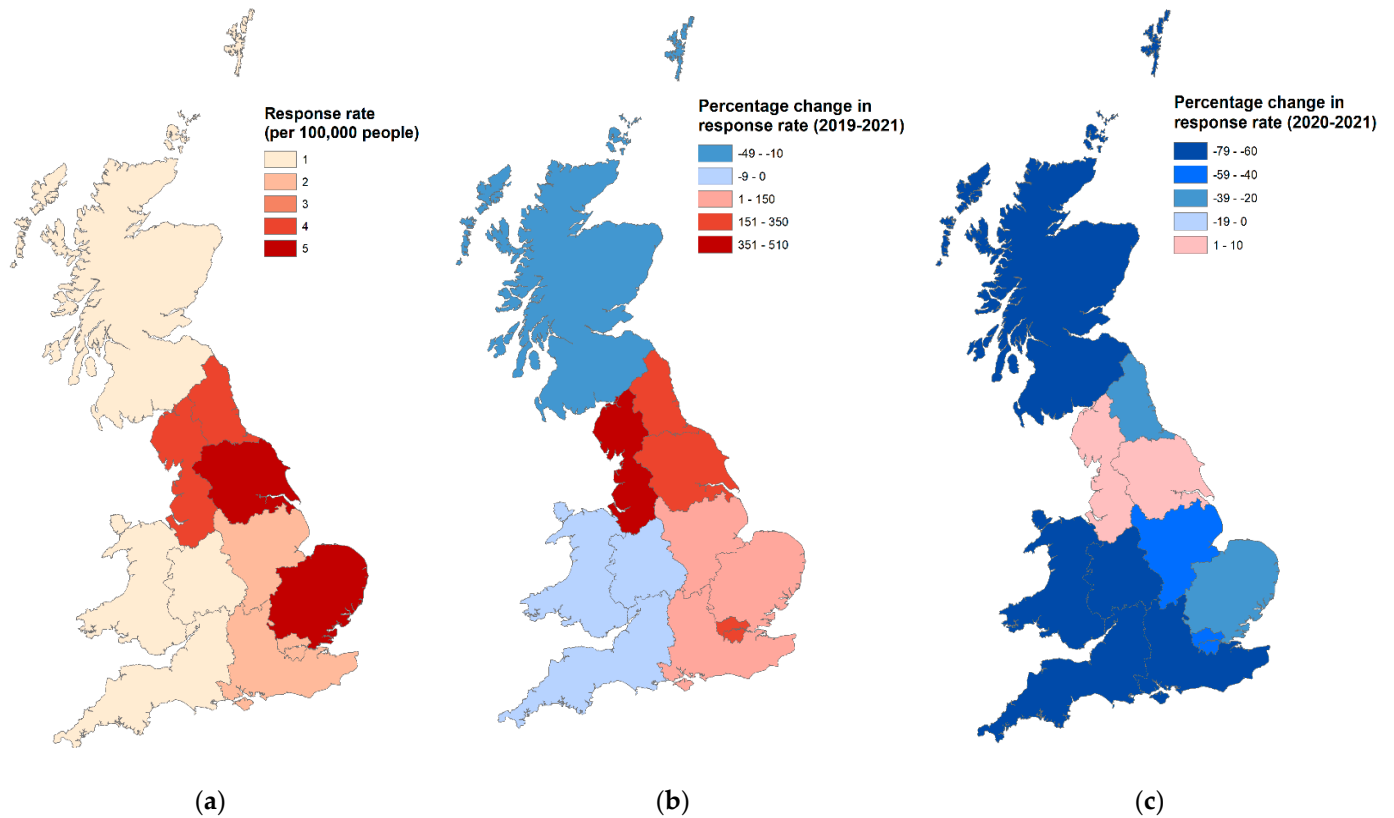 Response rate
(per 100,000 people)
1
2
3
4
5
Percentage change in
response rate (2019-2021)
-49 - -10
-9 - 0
1 - 150
151 - 350
351 - 510
Percentage change in
response rate (2020-2021)
-79 - -60
-59 - -40
-39 - -20
-19 - 0
1 - 10
(a)
(b)
(c)